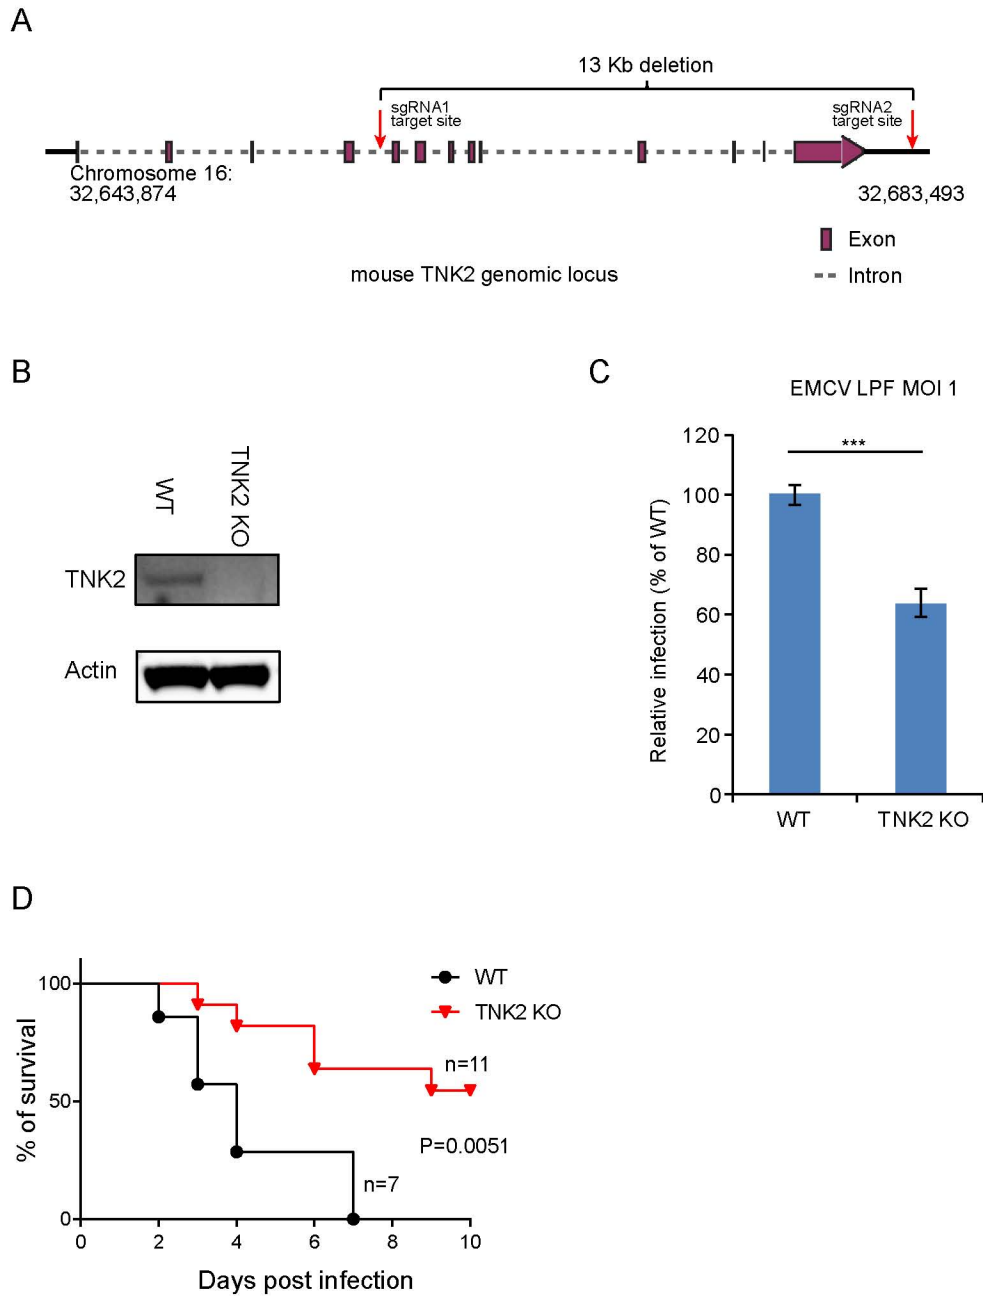 A
13 Kb deletion
sgRNA1
target site
sgRNA2
target site
Chromosome 16:
32,643,874
32,683,493
Exon
Intron
mouse TNK2 genomic locus
B
WT
TNK2 KO
TNK2
Actin
C
EMCV LPF MOI 1
***
Relative infection (% of WT)
120
100
80
60
40
20
0
WT
TNK2 KO
D
WT
TNK2 KO
% of survival
100
50
0
n=11
P=0.0051
n=7
0
2
4
6
8
10
Days post infection